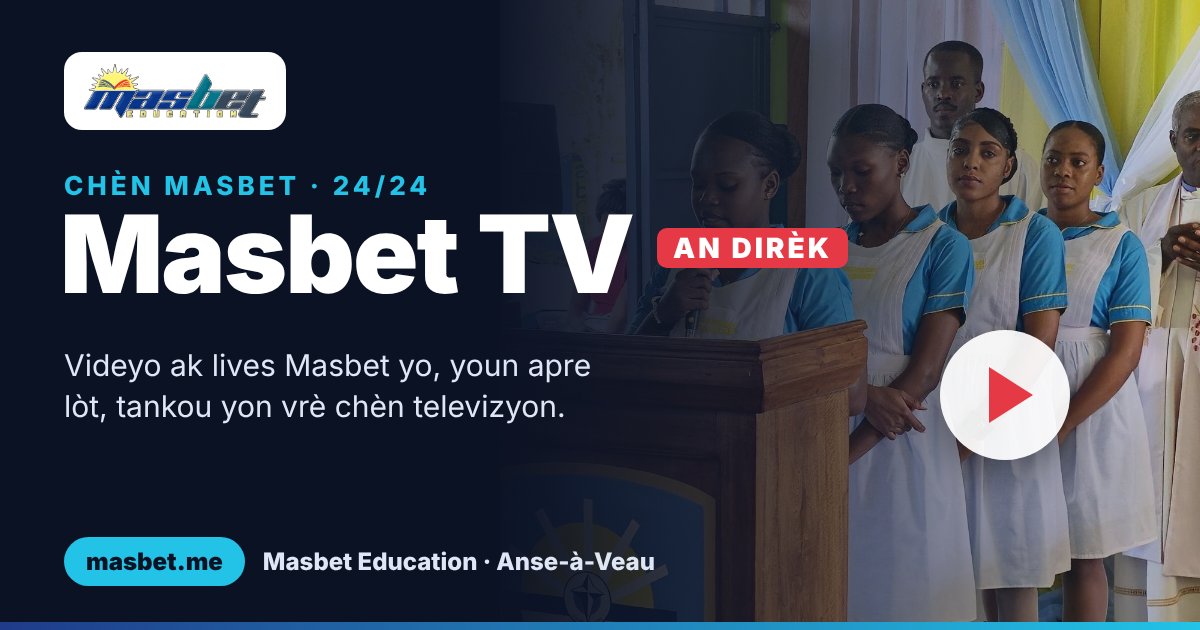 masbet
EDUCATION
CHÈN MASBET · 24/24
Masbet TV
AN DIRÈK
Videyo ak lives Masbet yo, youn apre
lòt, tankou yon vrè chèn televizyon.
masbet.me
Masbet Education · Anse-à-Veau